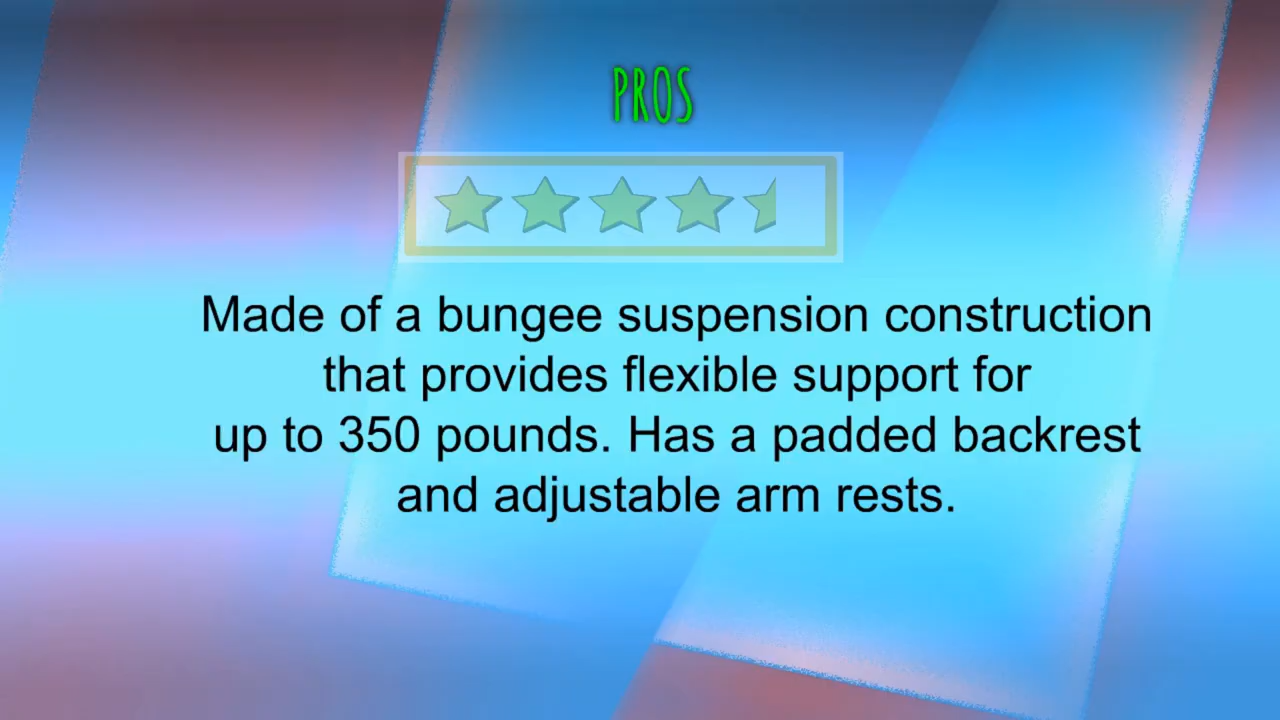 PROS
Made of a bungee suspension construction
that provides flexible support for
up to 350 pounds. Has a padded backrest
and adjustable arm rests.